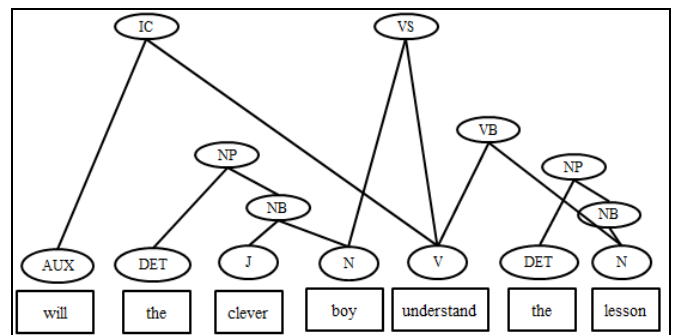 IC VS
VB
NP NP
NB NB
AUX DET J N V DET N
will the clever boy understand the lesson